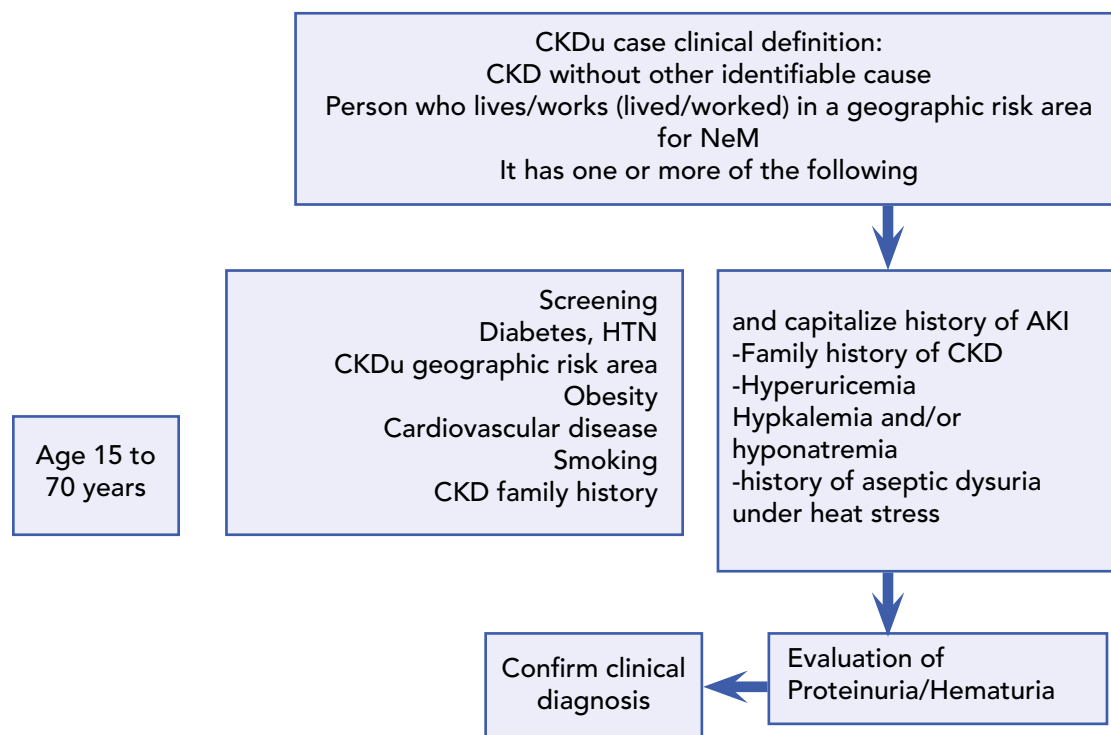 CKDu case clinical definition:
CKD without other identifiable cause
Person who lives/works (lived/worked) in a geographic risk area
for NeM
It has one or more of the following
Screening
Diabetes, HTN
CKDu geographic risk area
Obesity
Cardiovascular disease
Smoking
CKD family history
and capitalize history of AKI
-Family history of CKD
-Hyperuricemia
Hypkalemia and/or
hyponatremia
-history of aseptic dysuria
under heat stress
Age 15 to
70 years
Evaluation of
Proteinuria/Hematuria
Confirm clinical
diagnosis